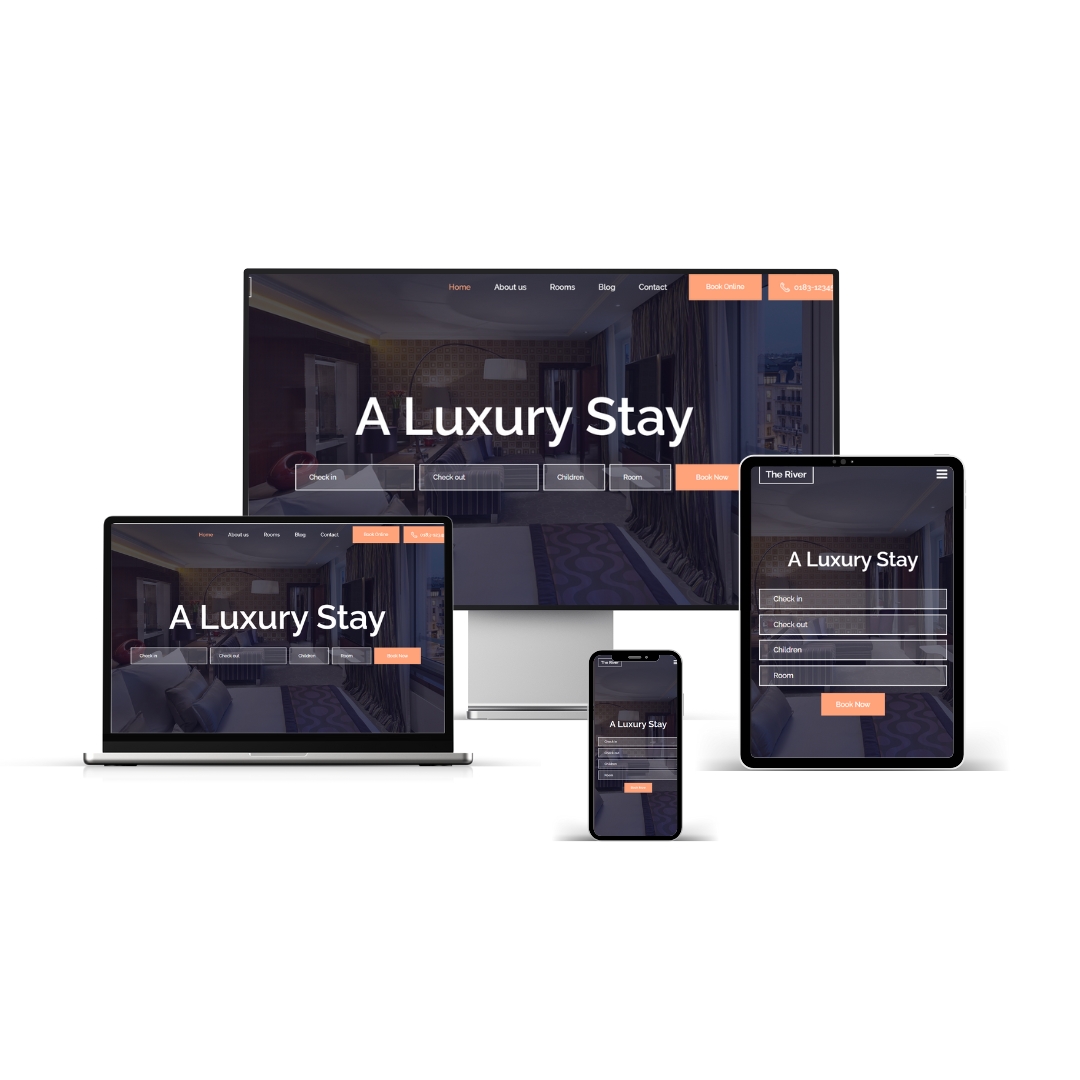 Home About us Rooms Blog Contact Book Online 0183-12345
A Luxury Stay
Check in Check out Children Room Book Now
The River
A Luxury Stay
Check in
Check out
Children
Room
Book Now
Home About us Rooms Blog Contact Book Online
A Luxury Stay
Check in Check out Children Room Book Now
The River
A Luxury Stay
Check in
Check out
Children
Room
Book Now